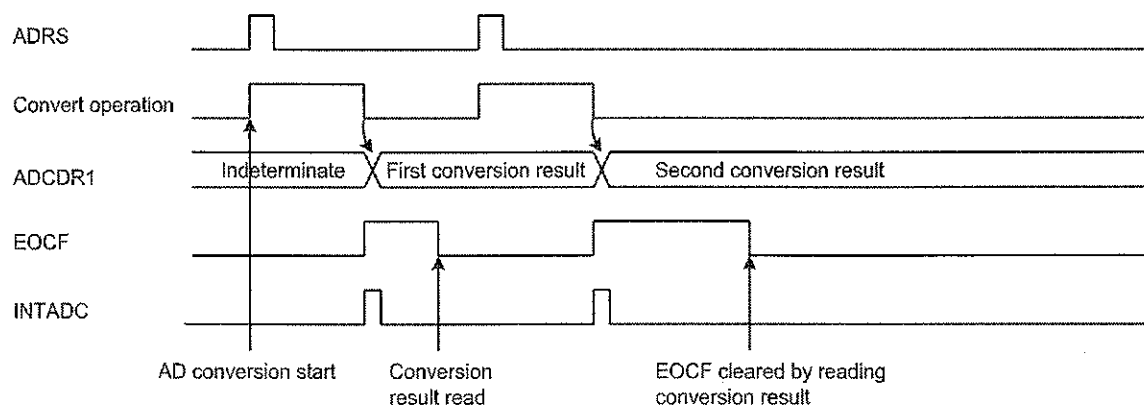 ADRS
Convert operation
ADCDR1
Indeterminate
First conversion result
Second conversion result
EOCF
INTADC
AD conversion start
Conversion
result read
EOCF cleared by reading
conversion result